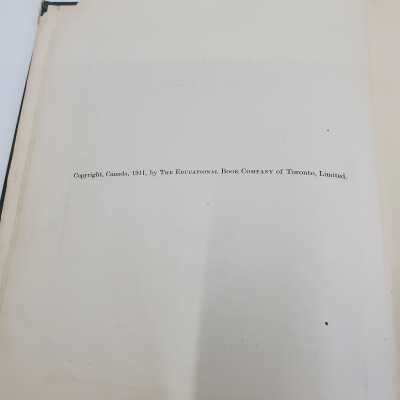 Copyright, Canada, 1911, by THE EDUCATIONAL BOOK COMPANY of Toronto, Limited.